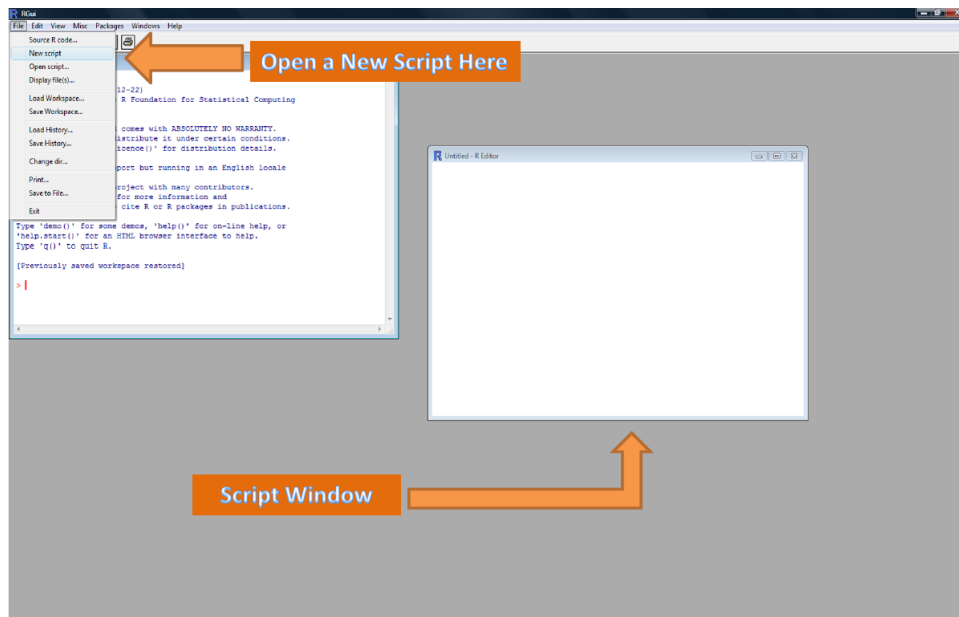 RGui
File Edit View Misc Packages Windows Help
Source R code...
New script
Open script...
Display file(s)...
Load Workspace...
Save Workspace...
Load History...
Save History...
Change dir...
Print...
Save to File...
Exit
Open a New Script Here
12-22)
R Foundation for Statistical Computing
comes with ABSOLUTELY NO WARRANTY.
istribute it under certain conditions.
icence()' for distribution details.
port but running in an English locale
roject with many contributors.
for more information and
cite R or R packages in publications.
Type 'demo()' for some demos, 'help()' for on-line help, or
'help.start()' for an HTML browser interface to help.
Type 'q()' to quit R.
[Previously saved workspace restored]
>
Untitled - R Editor
Script Window